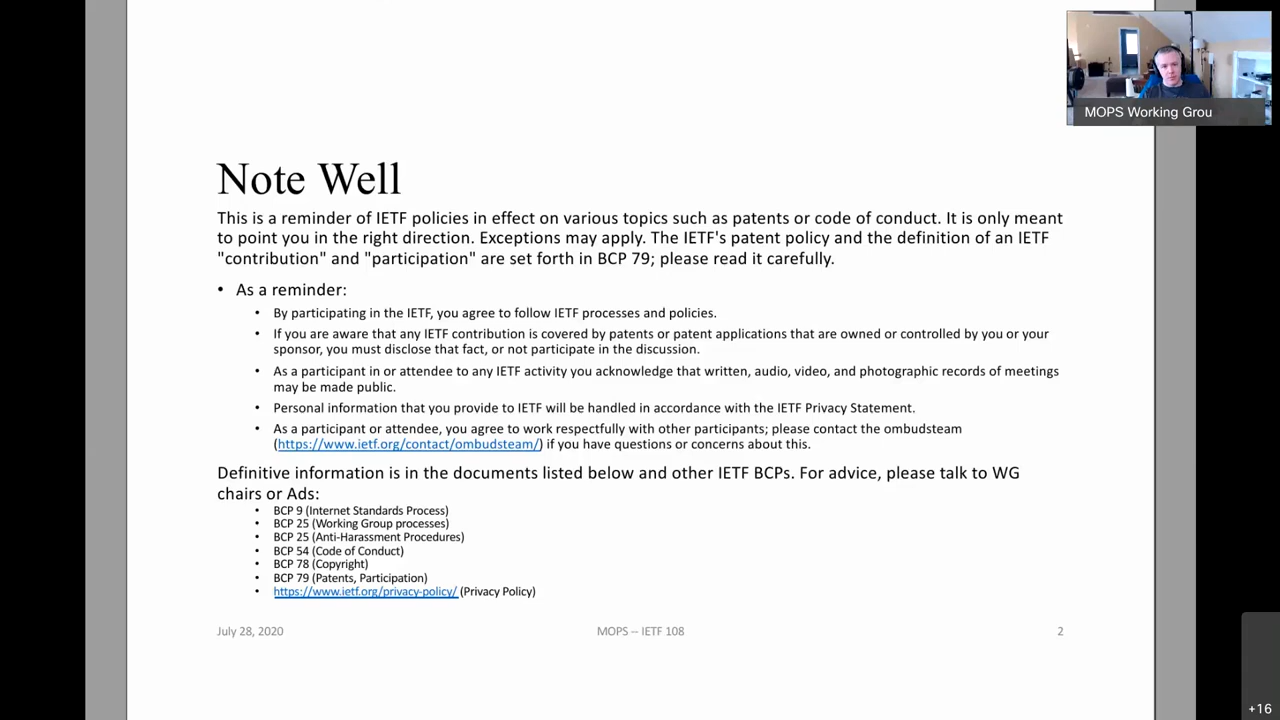 MOPS Working Grou
Note Well
This is a reminder of IETF policies in effect on various topics such as patents or code of conduct. It is only meant
to point you in the right direction. Exceptions may apply. The IETF's patent policy and the definition of an IETF
"contribution" and "participation" are set forth in BCP 79; please read it carefully.
• As a reminder:
• By participating in the IETF, you agree to follow IETF processes and policies.
• If you are aware that any IETF contribution is covered by patents or patent applications that are owned or controlled by you or your
sponsor, you must disclose that fact, or not participate in the discussion.
• As a participant in or attendee to any IETF activity you acknowledge that written, audio, video, and photographic records of meetings
may be made public.
• Personal information that you provide to IETF will be handled in accordance with the IETF Privacy Statement.
• As a participant or attendee, you agree to work respectfully with other participants; please contact the ombudsteam
(https://www.ietf.org/contact/ombudsteam/) if you have questions or concerns about this.
Definitive information is in the documents listed below and other IETF BCPs. For advice, please talk to WG
chairs or Ads:
• BCP 9 (Internet Standards Process)
• BCP 25 (Working Group processes)
• BCP 25 (Anti-Harassment Procedures)
• BCP 54 (Code of Conduct)
• BCP 78 (Copyright)
• BCP 79 (Patents, Participation)
• https://www.ietf.org/privacy-policy/ (Privacy Policy)
July 28, 2020 MOPS -- IETF 108 2
+16